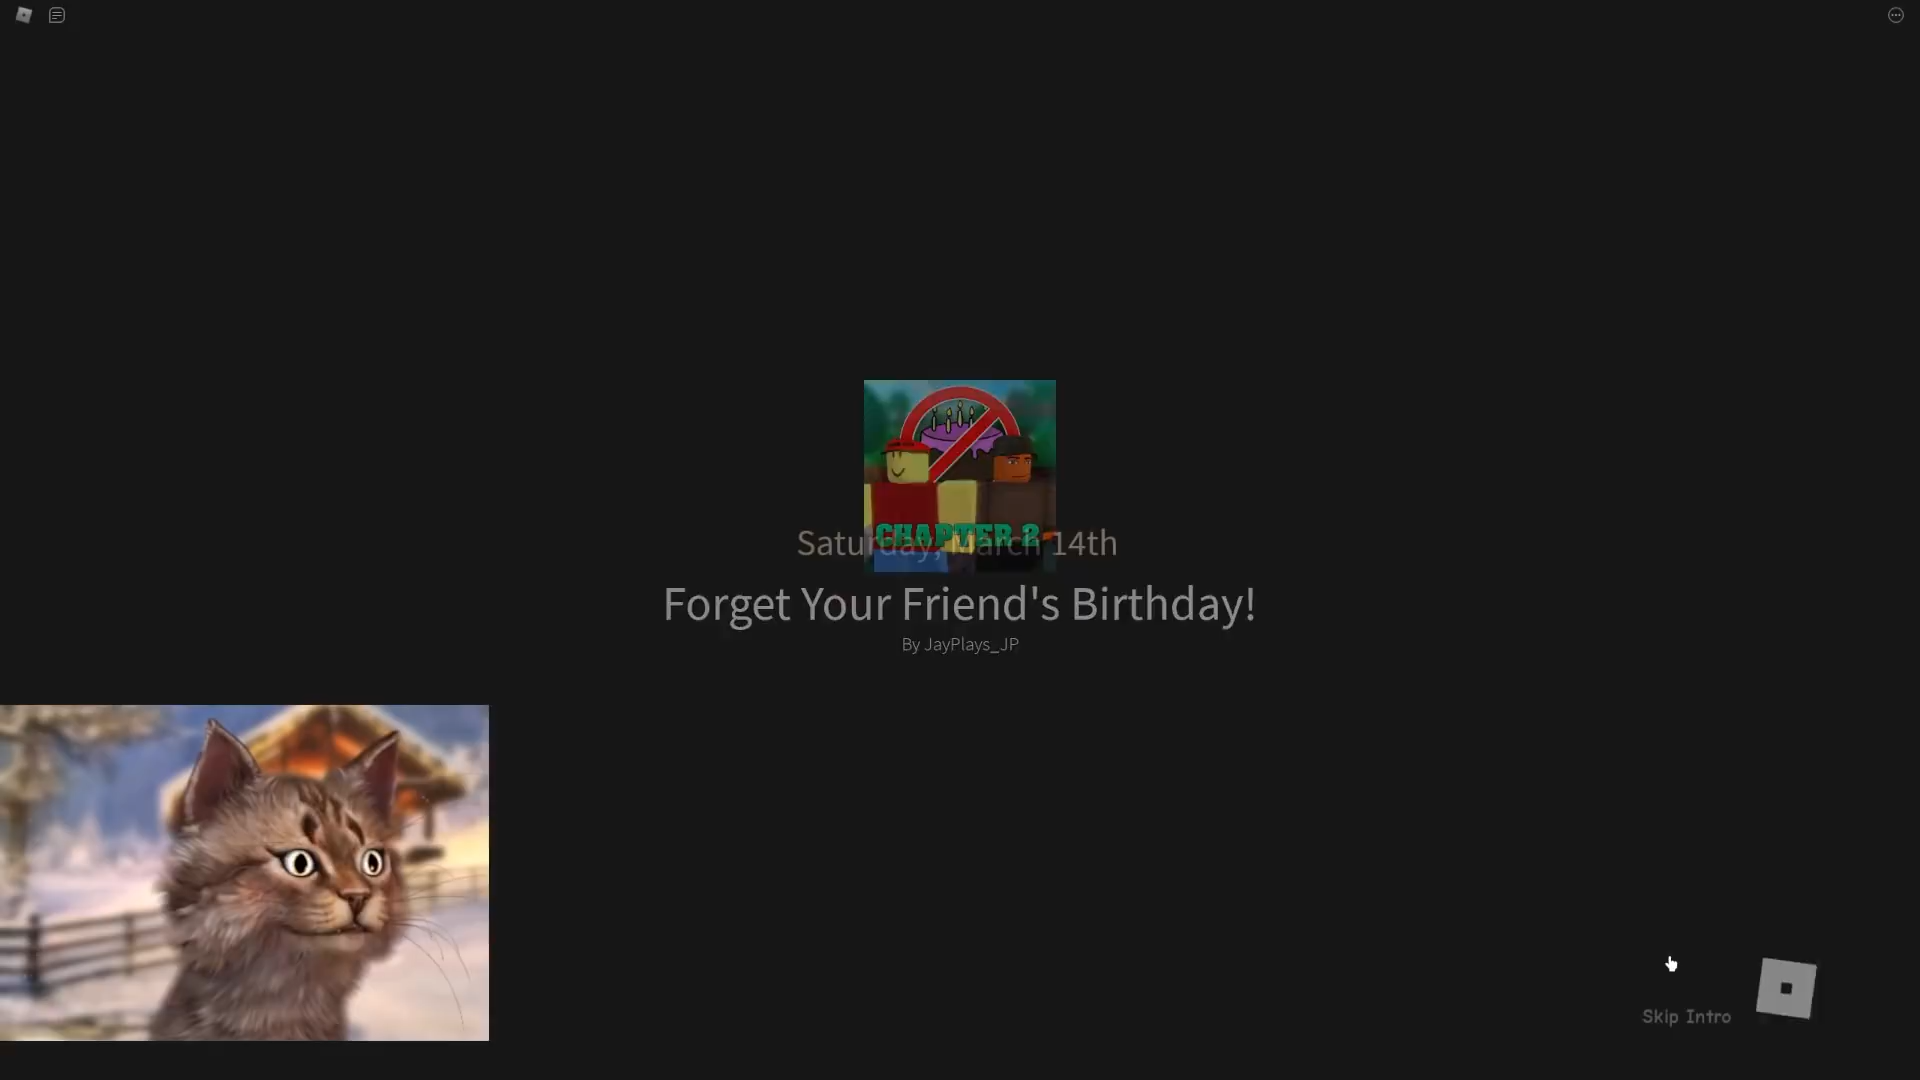 CHAPTER 2
Saturday, March 14th
Forget Your Friend's Birthday!
By JayPlays_JP
Skip Intro